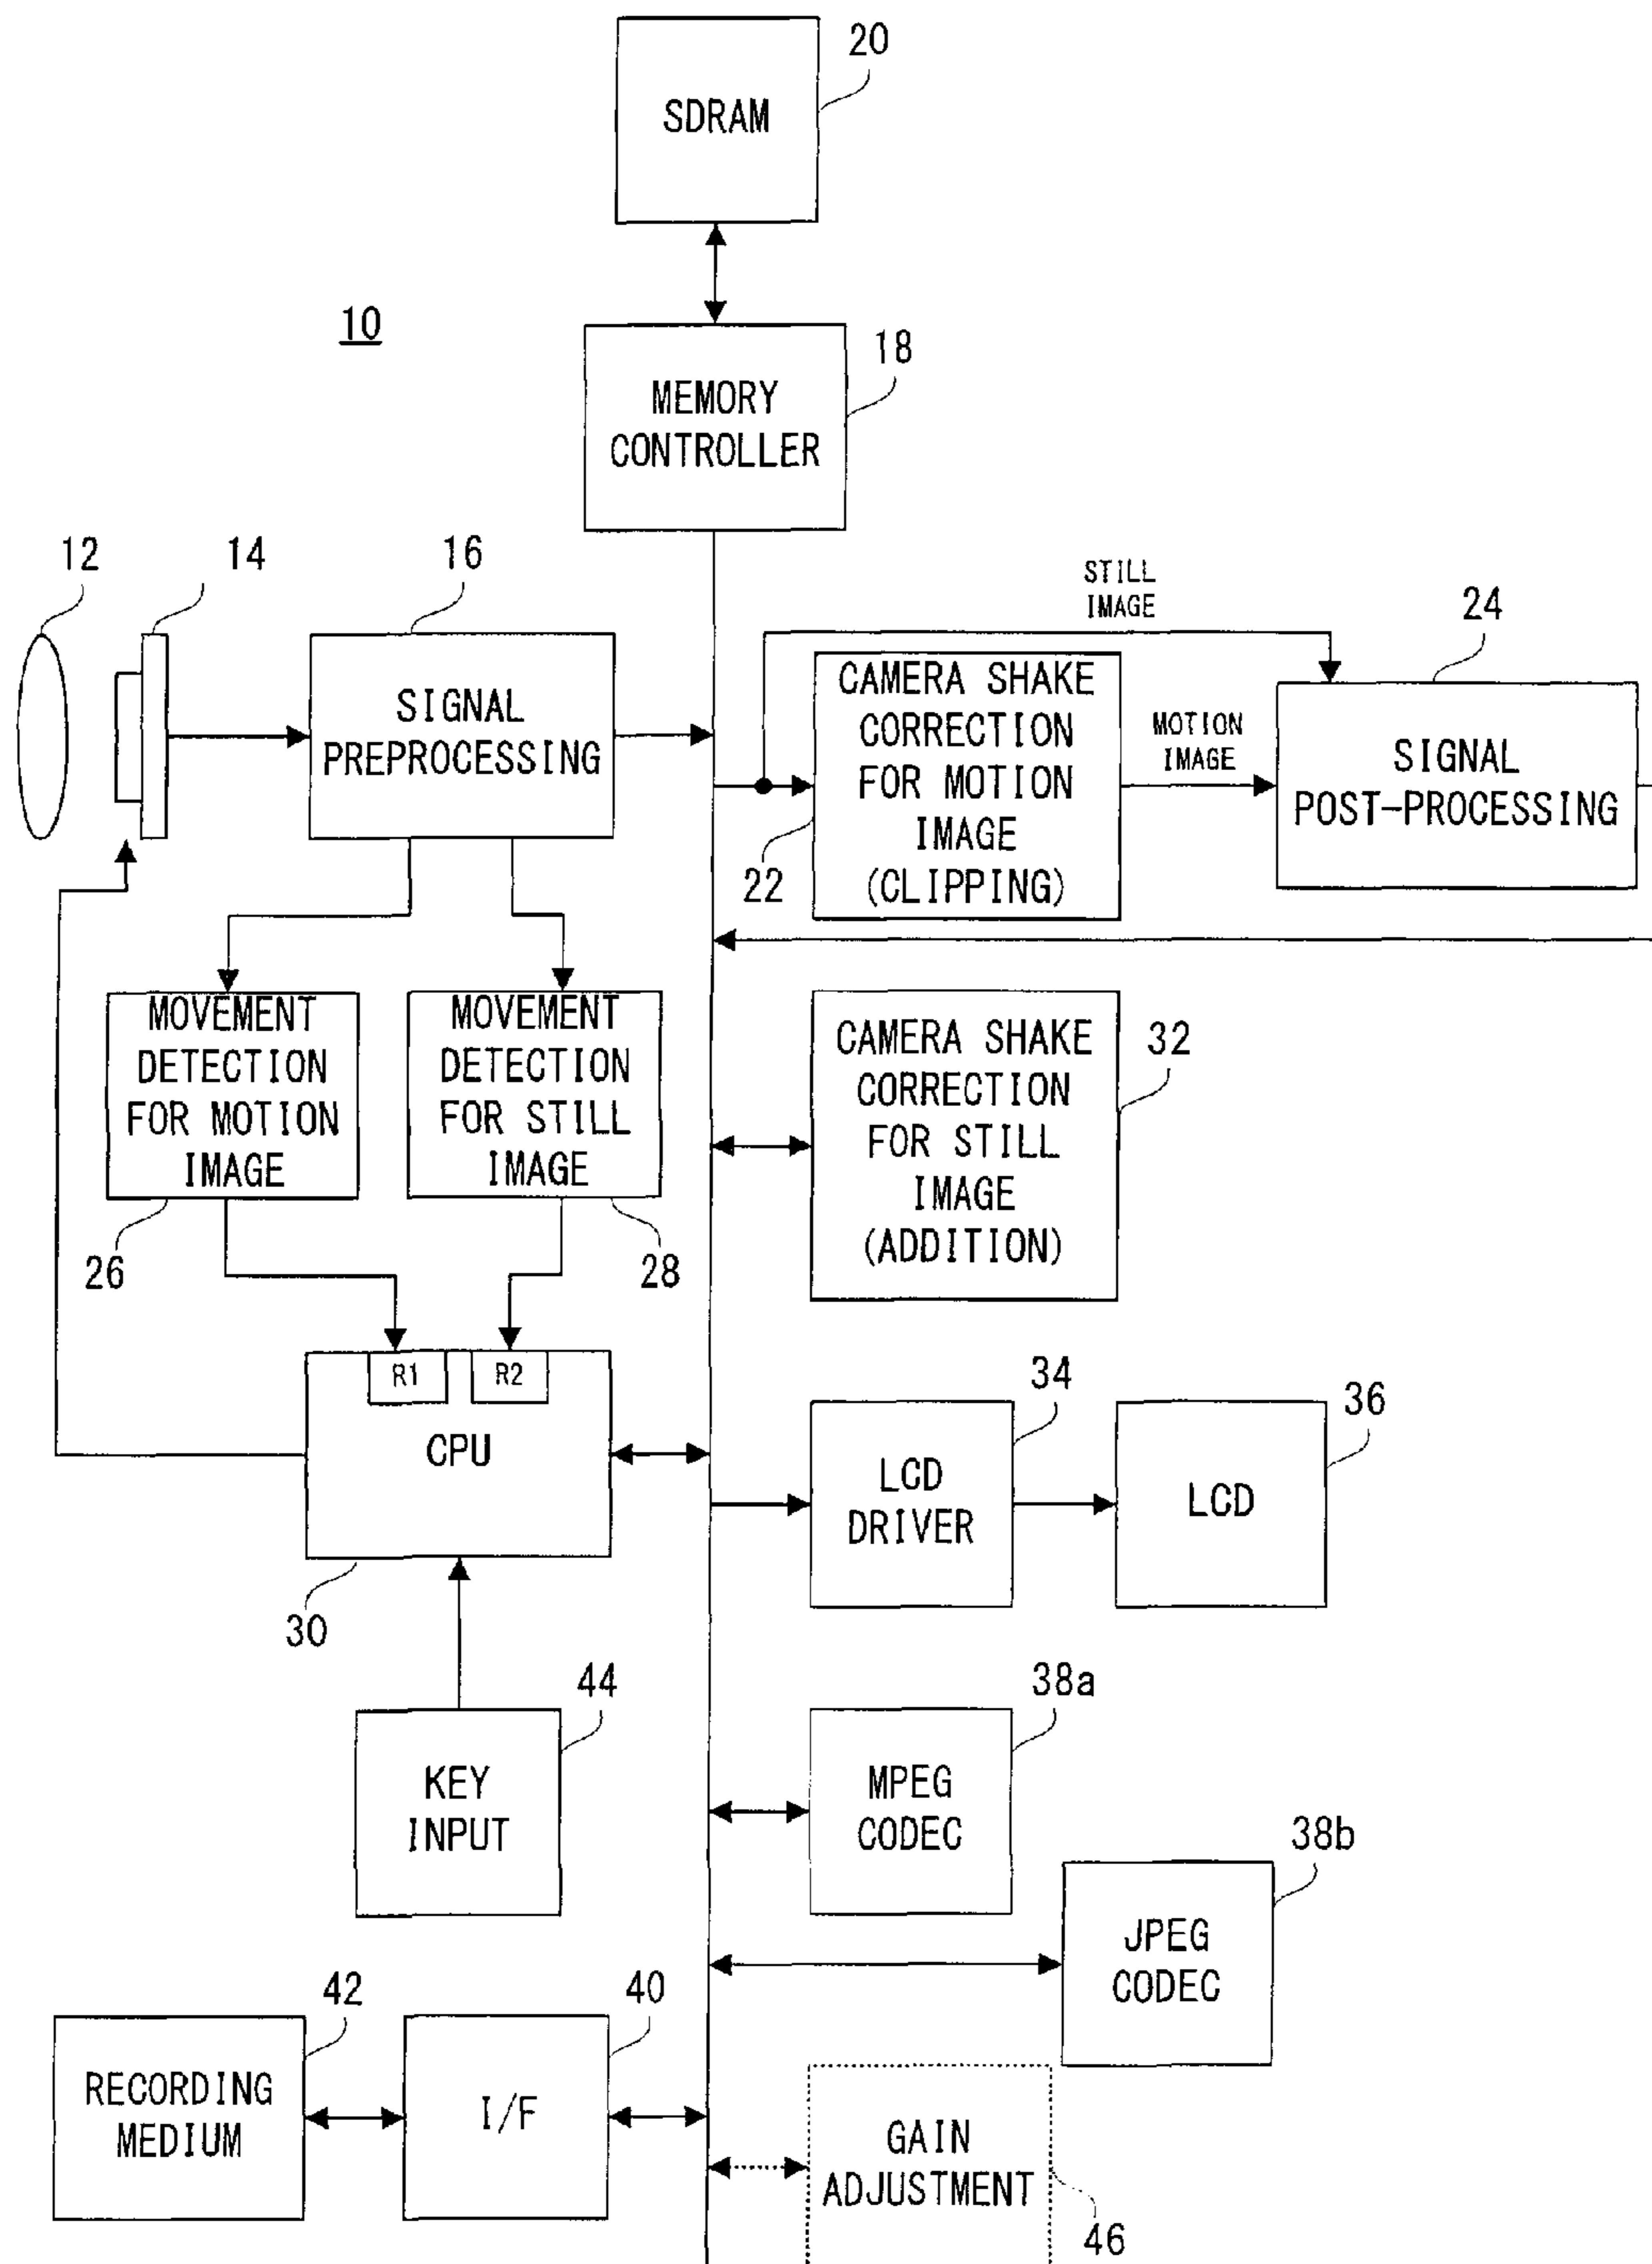 20
SDRAM
10
18
MEMORY
CONTROLLER
12
14
16
STILL
IMAGE
24
SIGNAL
PREPROCESSING
CAMERA SHAKE
CORRECTION
FOR MOTION
IMAGE
(CLIPPING)
22
MOTION
IMAGE
SIGNAL
POST-PROCESSING
MOVEMENT
DETECTION
FOR MOTION
IMAGE
26
MOVEMENT
DETECTION
FOR STILL
IMAGE
28
CAMERA SHAKE
CORRECTION
FOR STILL
IMAGE
(ADDITION)
32
R1
R2
CPU
30
34
LCD
DRIVER
36
LCD
44
KEY
INPUT
38a
MPEG
CODEC
38b
JPEG
CODEC
42
RECORDING
MEDIUM
40
I/F
GAIN
ADJUSTMENT
46